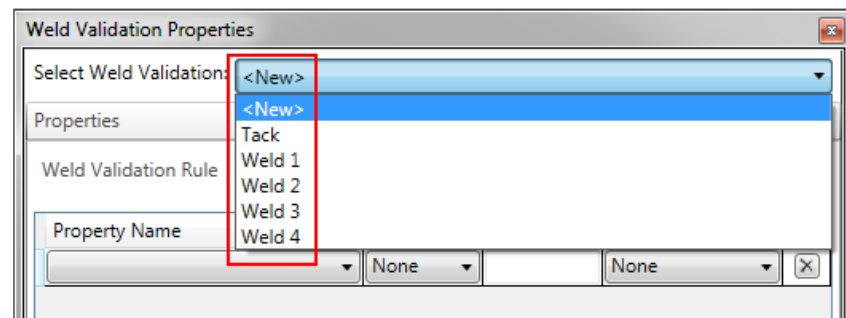 Weld Validation Properties
Select Weld Validation: <New>
<New>
Properties
Tack
Weld 1
Weld Validation Rule
Weld 2
Weld 3
Property Name
Weld 4
None None